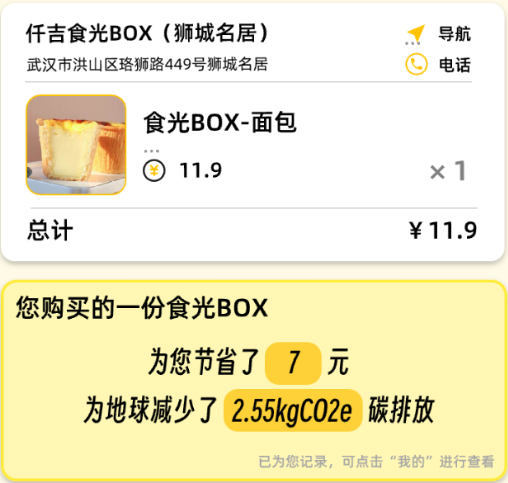 仟吉食光BOX（狮城名居）
导航
武汉市洪山区珞狮路449号狮城名居
电话
食光BOX-面包
¥ 11.9
×1
总计
¥11.9
您购买的一份食光BOX
为您节省了 7 元
为地球减少了 2.55kgCO2e 碳排放
已为您记录，可点击“我的”进行查看